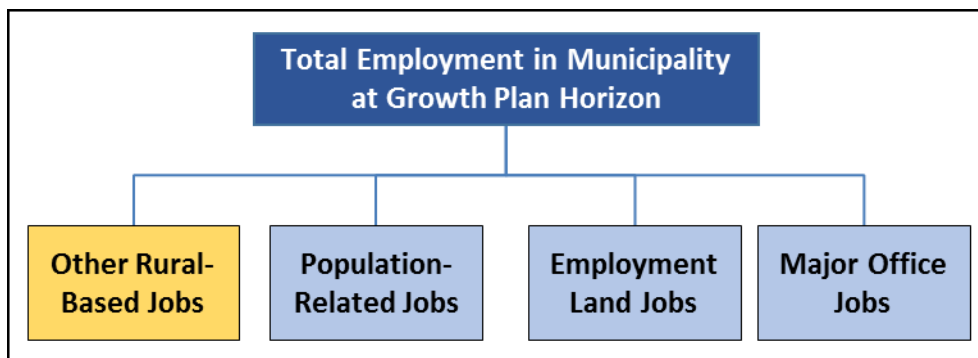 Total Employment in Municipality
at Growth Plan Horizon
Other Rural-
Based Jobs
Population-
Related Jobs
Employment
Land Jobs
Major Office
Jobs